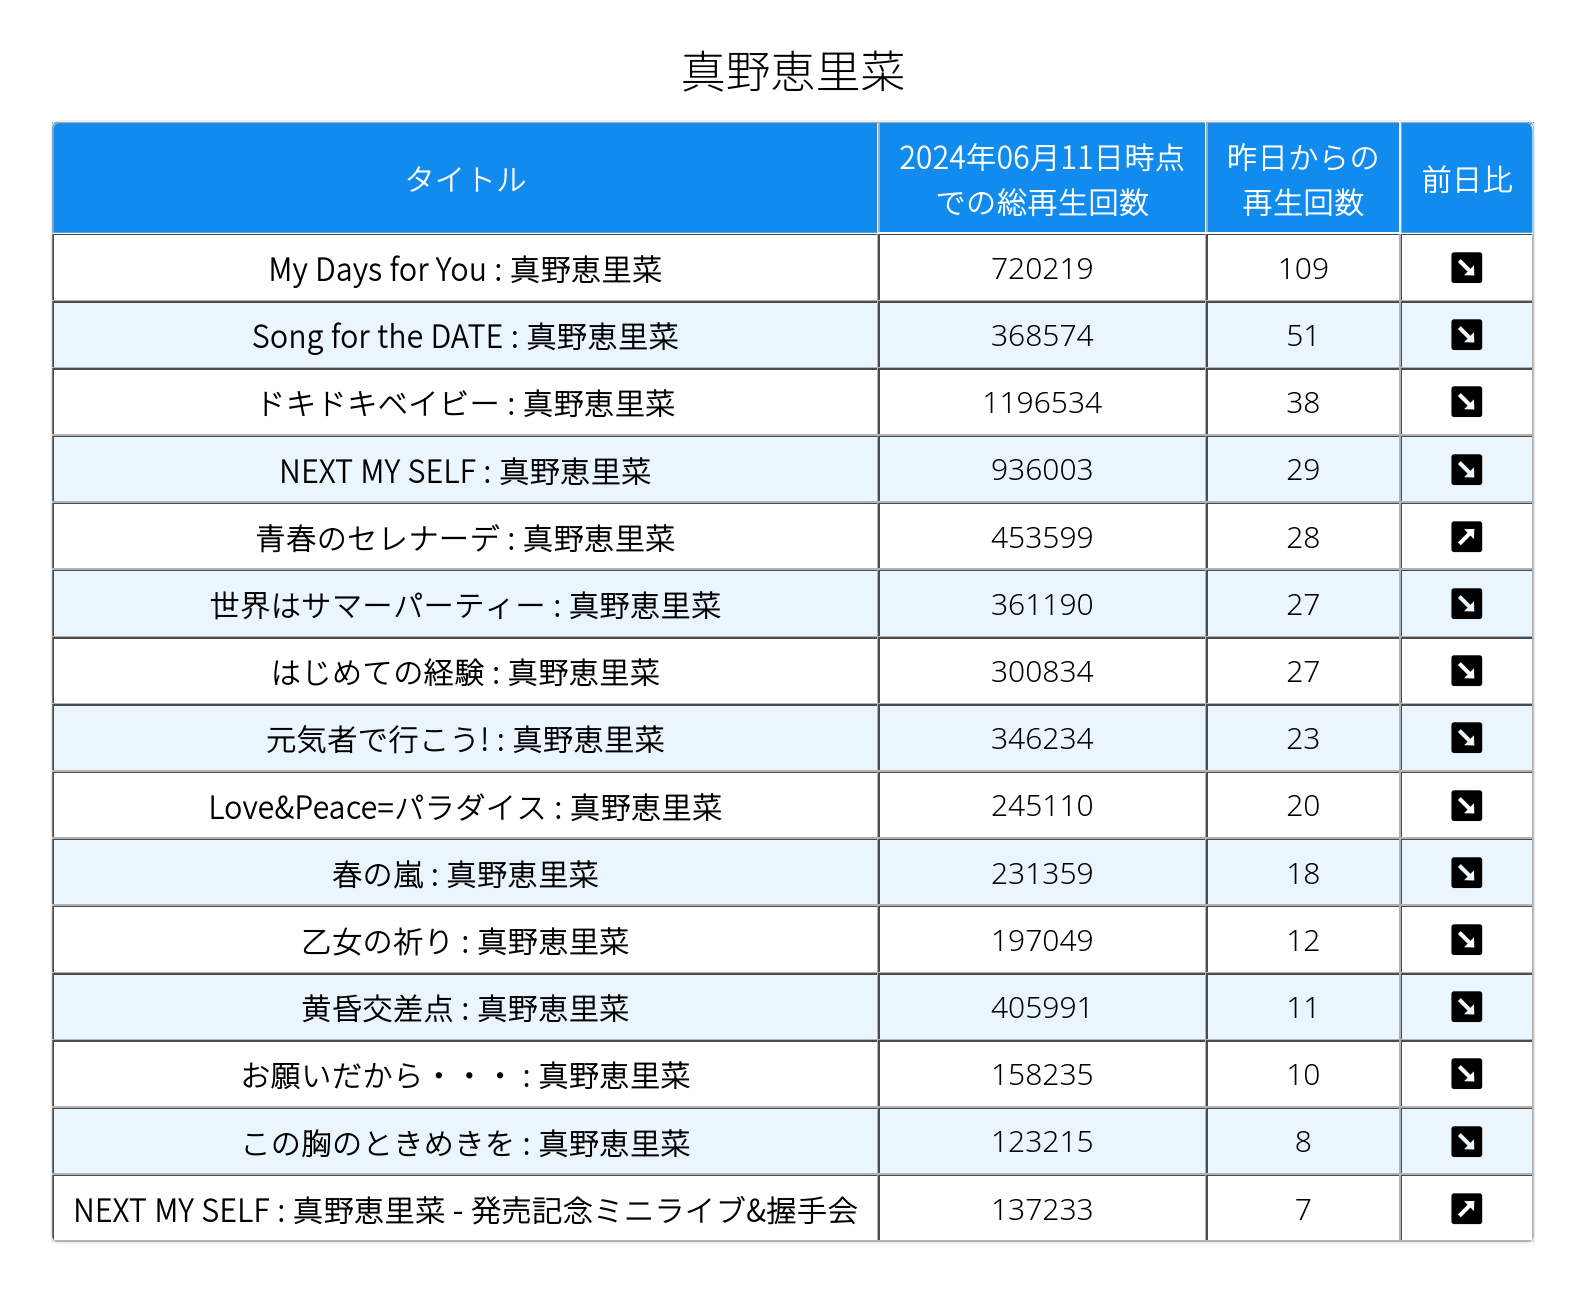 真野恵里菜
タイトル
2024年06月11日時点
での総再生回数
昨日からの
再生回数
前日比
My Days for You : 真野恵里菜 720219 109 ↘
Song for the DATE : 真野恵里菜 368574 51 ↘
ドキドキベイビー : 真野恵里菜 1196534 38 ↘
NEXT MY SELF : 真野恵里菜 936003 29 ↘
青春のセレナーデ : 真野恵里菜 453599 28 ↗
世界はサマーパーティー : 真野恵里菜 361190 27 ↘
はじめての経験 : 真野恵里菜 300834 27 ↘
元気者で行こう! : 真野恵里菜 346234 23 ↘
Love&Peace=パラダイス : 真野恵里菜 245110 20 ↘
春の嵐 : 真野恵里菜 231359 18 ↘
乙女の祈り : 真野恵里菜 197049 12 ↘
黄昏交差点 : 真野恵里菜 405991 11 ↘
お願いだから・・・ : 真野恵里菜 158235 10 ↘
この胸のときめきを : 真野恵里菜 123215 8 ↘
NEXT MY SELF : 真野恵里菜 - 発売記念ミニライブ&握手会 137233 7 ↗